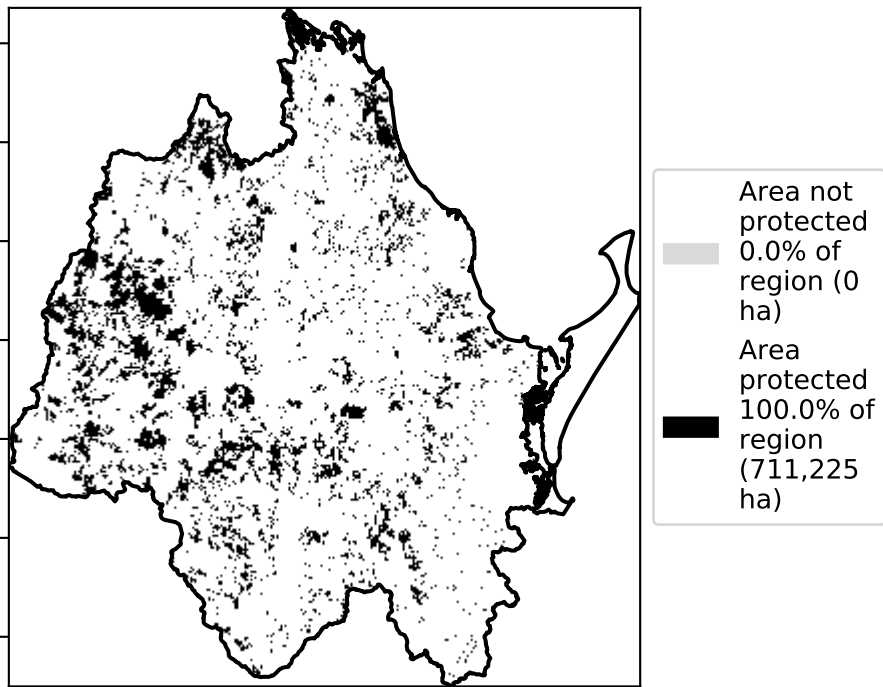 Area not
protected
0.0% of
region (0
ha)
Area
protected
100.0% of
region
(711,225
ha)